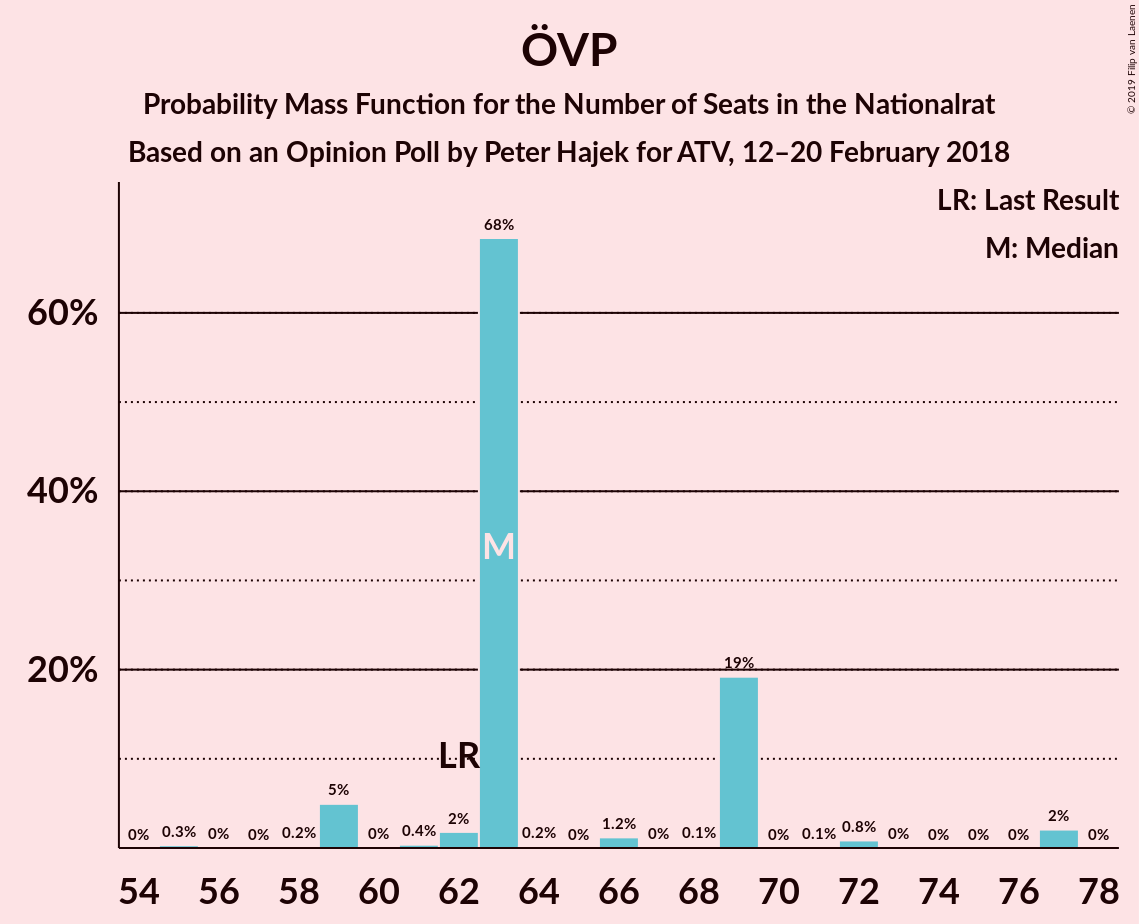 ÖVP
Probability Mass Function for the Number of Seats in the Nationalrat
Based on an Opinion Poll by Peter Hajek for ATV, 12–20 February 2018
© 2019 Filip van Laenen
LR: Last Result
M: Median
60%
40%
20%
0% 0.3% 0% 0% 0.2% 5% 0% 0.4% 2% 68% 0.2% 0% 1.2% 0% 0.1% 19% 0% 0.1% 0.8% 0% 0% 0% 0% 2% 0%
LR
M
54 56 58 60 62 64 66 68 70 72 74 76 78